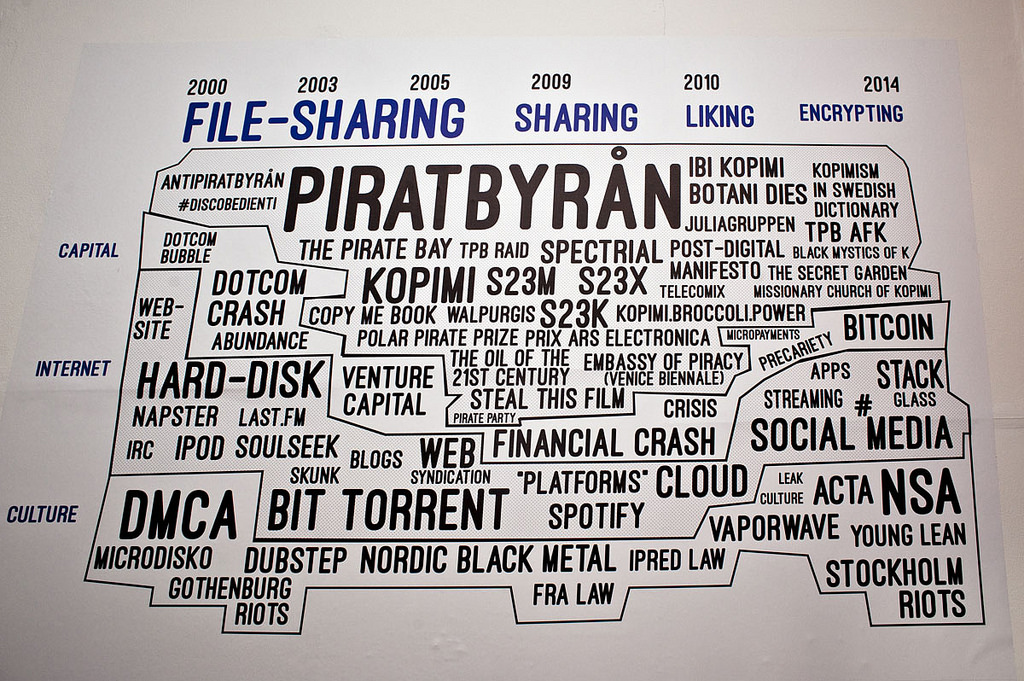 2000 2003 2005 2009 2010 2014
FILE-SHARING SHARING LIKING ENCRYPTING
ANTIPIRATBYRÅN
#DISCOBEDIENTI
PIRATBYRÅN
IBI KOPIMI
BOTANI DIES
JULIAGRUPPEN
KOPIMISM
IN SWEDISH
DICTIONARY
TPB AFK
THE PIRATE BAY TPB RAID SPECTRIAL POST-DIGITAL BLACK MYSTICS OF K
KOPIMI S23M S23X MANIFESTO THE SECRET GARDEN
TELECOMIX MISSIONARY CHURCH OF KOPIMI
COPY ME BOOK WALPURGIS S23K KOPIMI.BROCCOLI.POWER
POLAR PIRATE PRIZE PRIX ARS ELECTRONICA
THE OIL OF THE
21ST CENTURY
EMBASSY OF PIRACY
(VENICE BIENNALE)
STEAL THIS FILM
PIRATE PARTY
CAPITAL
DOTCOM
BUBBLE
DOTCOM
CRASH
ABUNDANCE
VENTURE
CAPITAL
CRISIS
FINANCIAL CRASH
MICROPAYMENTS
PRECARIETY
BITCOIN
INTERNET
WEB-
SITE
HARD-DISK
NAPSTER LAST.FM
IRC IPOD SOULSEEK
SKUNK
BLOGS
WEB
SYNDICATION
BIT TORRENT
"PLATFORMS" CLOUD
SPOTIFY
APPS
STREAMING
#
STACK
GLASS
SOCIAL MEDIA
CULTURE
DMCA
MICRODISKO
DUBSTEP NORDIC BLACK METAL IPRED LAW
GOTHENBURG
RIOTS
FRA LAW
LEAK
CULTURE
ACTA NSA
VAPORWAVE YOUNG LEAN
STOCKHOLM
RIOTS